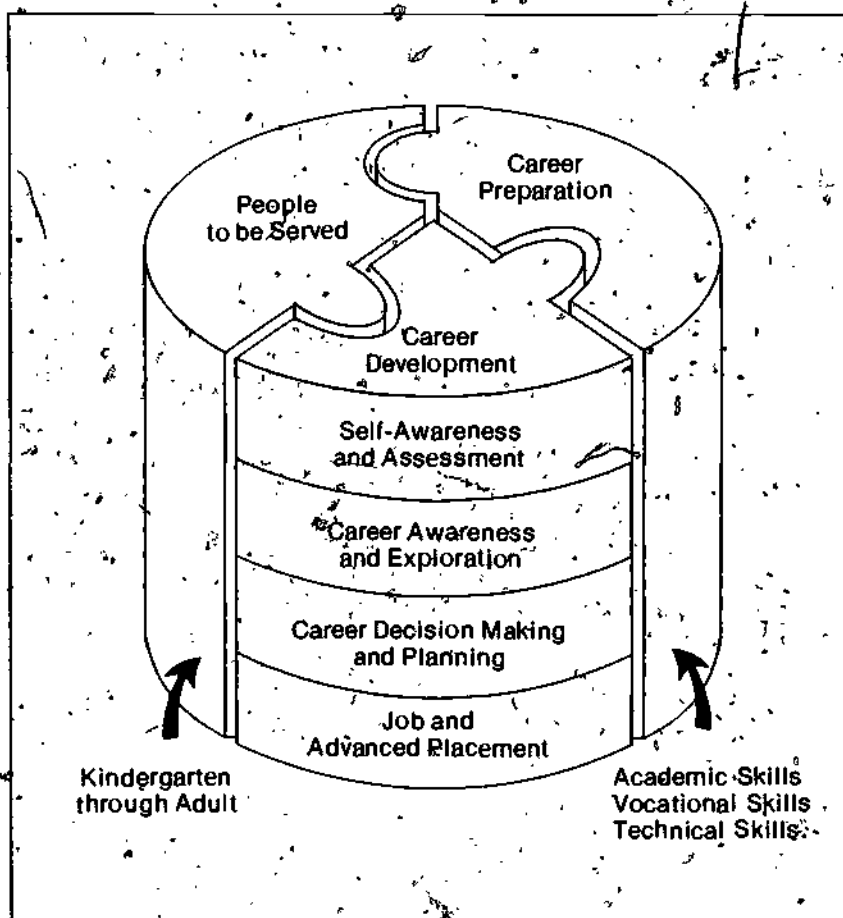 People
to be Served
Career
Preparation
Career
Development
Self-Awareness
and Assessment
Career Awareness
and Exploration
Career Decision Making
and Planning
Job and
Advanced Placement
Kindergarten
through Adult
Academic Skills
Vocational Skills
Technical Skills